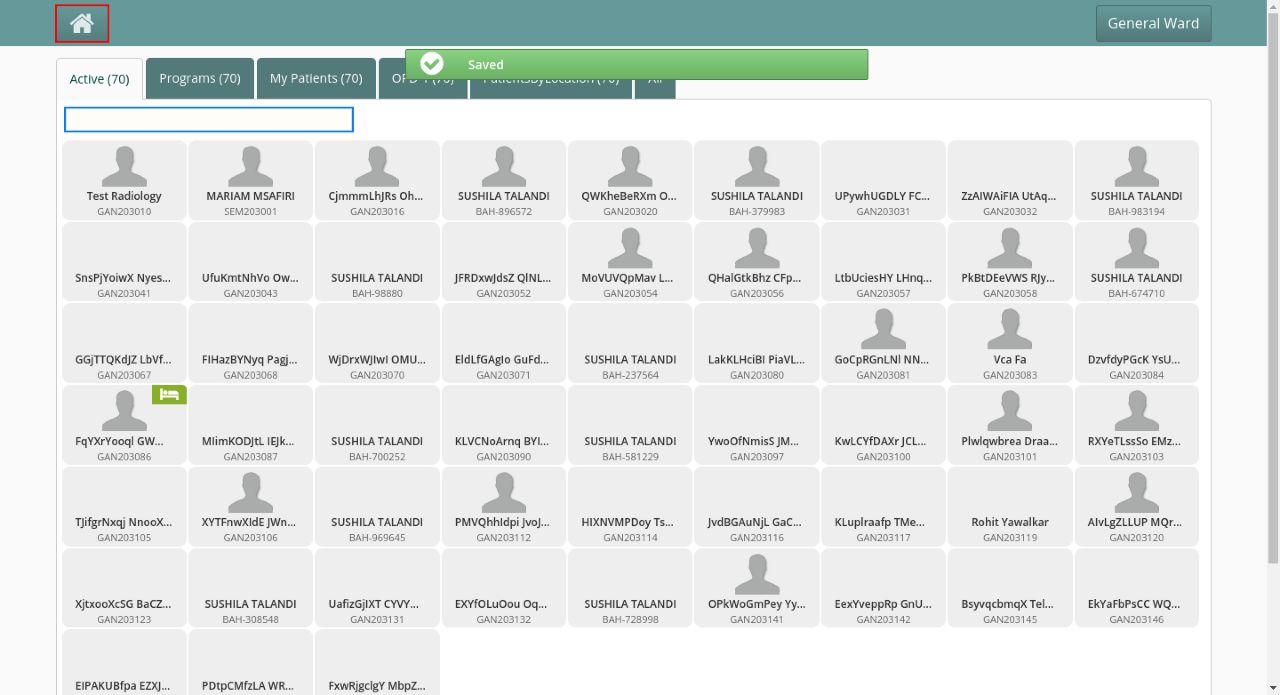 General Ward
Saved
Active (70)
Programs (70)
My Patients (70)
Test Radiology
GAN203010
MARIAM MSAFIRI
SEM203001
CjmmmLhJRs Oh...
GAN203016
SUSHILA TALANDI
BAH-896572
QWKheBeRXm O...
GAN203020
SUSHILA TALANDI
BAH-379983
UPywhUGDLY FC...
GAN203031
ZzAIWAiFIA UtAq...
GAN203032
SUSHILA TALANDI
BAH-983194
SnsPjYoiwX Nyes...
GAN203041
UfuKmtNhVo Ow...
GAN203043
SUSHILA TALANDI
BAH-98880
JFRDxwJdsZ QlNL...
GAN203052
MoVUVQpMav L...
GAN203054
QHalGtkBhz CFp...
GAN203056
LtbUciesHY LHnq...
GAN203057
PkBtDEeVWS RJy...
GAN203058
SUSHILA TALANDI
BAH-674710
GGjTTQKdJZ LbVf...
GAN203067
FIHazBYNyq Pagj...
GAN203068
WjDrxWJIwI OMU...
GAN203070
EldLfGAgIo GuFd...
GAN203071
SUSHILA TALANDI
BAH-237564
LakKLHciBI PiaVL...
GAN203080
GoCpRGnLNl NN...
GAN203081
Vca Fa
GAN203083
DzvfdyPGcK YsU...
GAN203084
FqYXrYooql GW...
GAN203086
MIimKODJtL IEJk...
GAN203087
SUSHILA TALANDI
BAH-700252
KLVCNoArnq BYI...
GAN203090
SUSHILA TALANDI
BAH-581229
YwoOfNmisS JM...
GAN203097
KwLCYfDAXr JCL...
GAN203100
Plwlqwbrea Draa...
GAN203101
RXYeTLssSo EMz...
GAN203103
TJifgrNxqj NnooX...
GAN203105
XYTFnwXIdE JWn...
GAN203106
SUSHILA TALANDI
BAH-969645
PMVQhhIdpi JvoJ...
GAN203112
HIXNVMPDoy Ts...
GAN203114
JvdBGAuNjL GaC...
GAN203116
KLuplraafp TMe...
GAN203117
Rohit Yawalkar
GAN203119
AIvLgZLLUP MQr...
GAN203120
XjtxooXcSG BaCZ...
GAN203123
SUSHILA TALANDI
BAH-308548
UafizGjIXT CYVY...
GAN203131
EXYfOLuOou Oq...
GAN203132
SUSHILA TALANDI
BAH-728998
OPkWoGmPey Yy...
GAN203141
EexYveppRp GnU...
GAN203142
BsyvqcbmqX Tel...
GAN203145
EkYaFbPsCC WQ...
GAN203146
EIPAKUBfpa EZXJ...
PDtpCMfzLA WR...
FxwRjgclgY MbpZ...